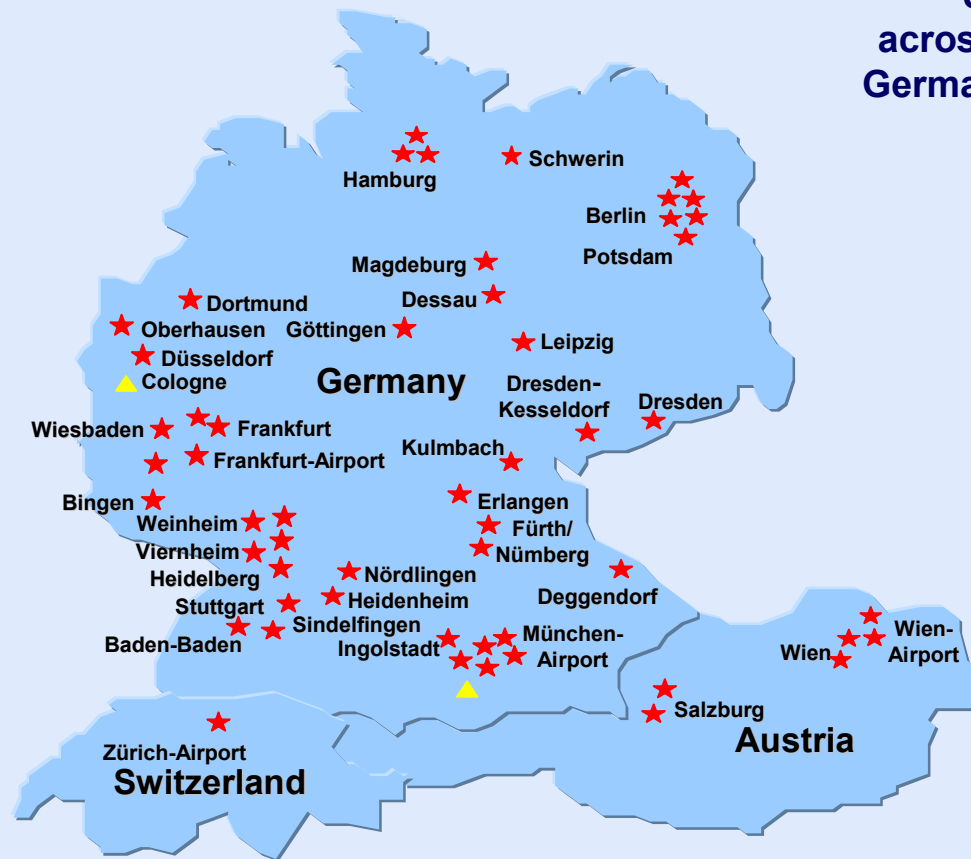 across
Germa
Hamburg
Schwerin
Berlin
Potsdam
Magdeburg
Dessau
Dortmund
Oberhausen
Göttingen
Düsseldorf
Cologne
Leipzig
Germany
Dresden-
Kesseldorf
Dresden
Wiesbaden
Frankfurt
Frankfurt-Airport
Kulmbach
Bingen
Erlangen
Weinheim
Fürth/
Nümberg
Viernheim
Heidelberg
Nördlingen
Heidenheim
Deggendorf
Stuttgart
Sindelfingen
Baden-Baden
Ingolstadt
München-
Airport
Wien
Wien-
Airport
Salzburg
Austria
Zürich-Airport
Switzerland